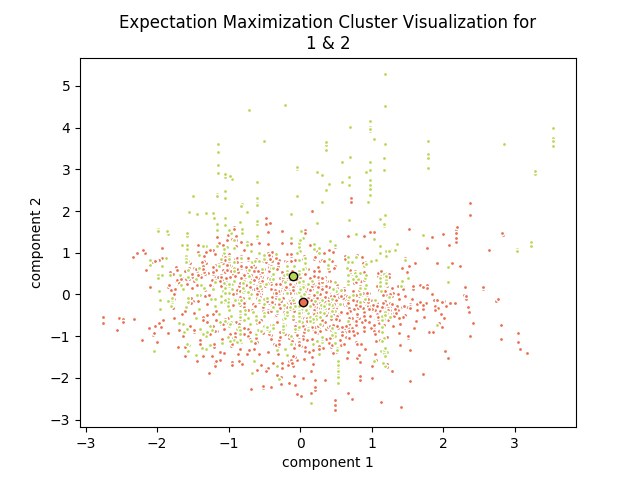 Expectation Maximization Cluster Visualization for
1 & 2
component 2
5
4
3
2
1
0
−1
−2
−3
−3 −2 −1 0 1 2 3
component 1